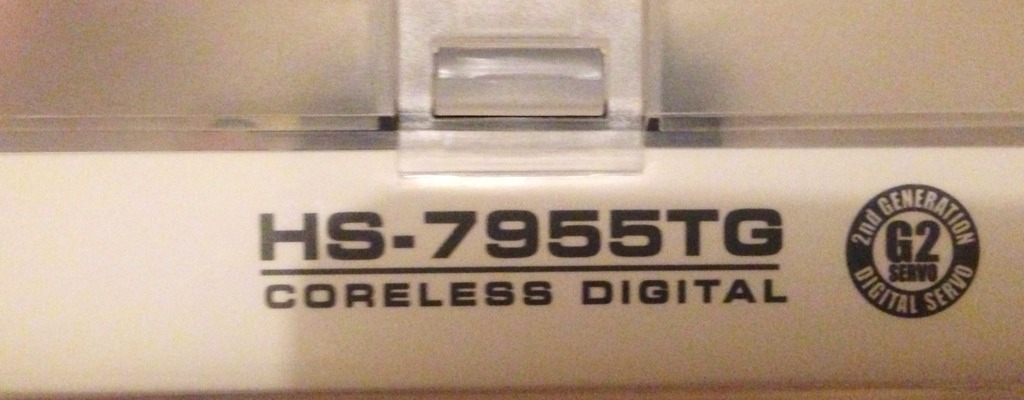 HS-7955TG
CORELESS DIGITAL
2nd GENERATION
G2
SERVO
DIGITAL SERVO